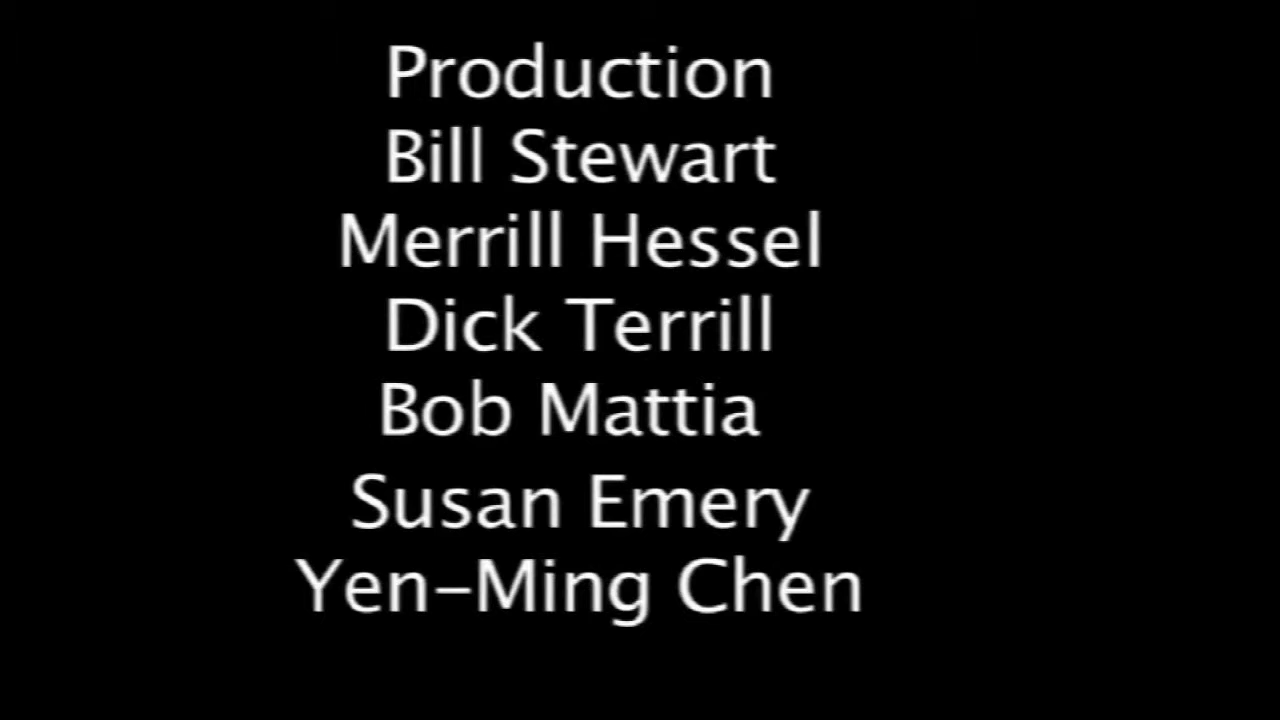 Production
Bill Stewart
Merrill Hessel
Dick Terrill
Bob Mattia
Susan Emery
Yen-Ming Chen